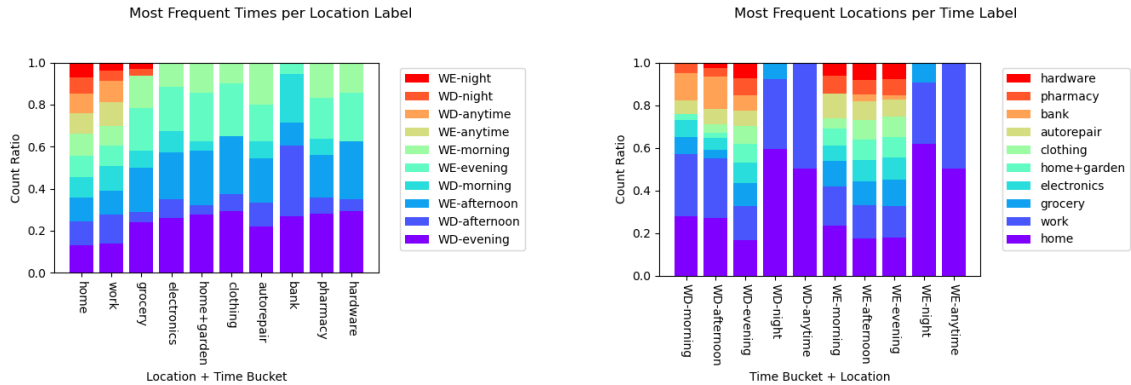 Most Frequent Times per Location Label
1.0
0.8
0.6
0.4
0.2
0.0
Count Ratio
home
work
grocery
electronics
home+garden
clothing
autorepair
bank
pharmacy
hardware
Location + Time Bucket
WE-night
WD-night
WD-anytime
WE-anytime
WE-morning
WE-evening
WD-morning
WE-afternoon
WD-afternoon
WD-evening
Most Frequent Locations per Time Label
1.0
0.8
0.6
0.4
0.2
0.0
Count Ratio
WD-morning
WD-afternoon
WD-evening
WD-night
WD-anytime
WE-morning
WE-afternoon
WE-evening
WE-night
WE-anytime
Time Bucket + Location
hardware
pharmacy
bank
autorepair
clothing
home+garden
electronics
grocery
work
home